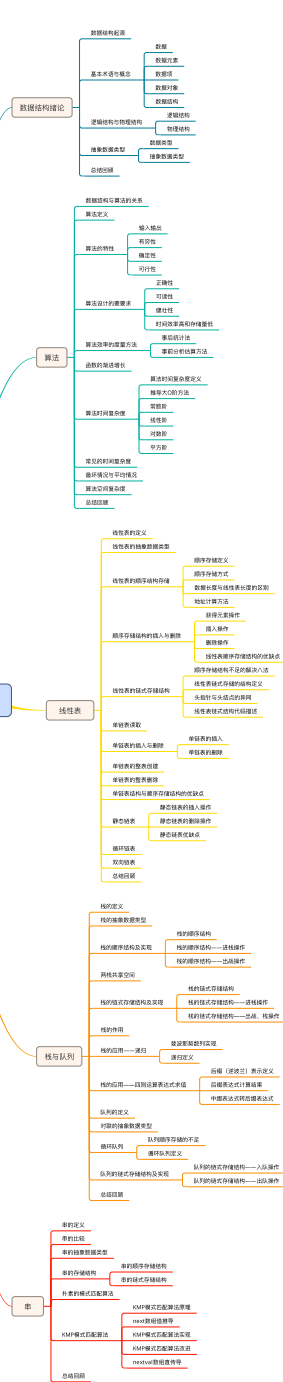 数据结构绪论
数据结构起源
基本术语与概念
数据
数据元素
数据项
数据对象
数据结构
逻辑结构与物理结构
逻辑结构
物理结构
抽象数据类型
数据类型
抽象数据类型
总结回顾
算法
数据结构与算法的关系
算法定义
算法的特性
输入输出
有穷性
确定性
可行性
算法设计的要要求
正确性
可读性
健壮性
时间效率高和存储量低
算法效率的度量方法
事后统计法
事前分析估算方法
函数的渐进增长
算法时间复杂度
算法时间复杂度定义
推导大O阶方法
常数阶
线性阶
对数阶
平方阶
常见的时间复杂度
最坏情况与平均情况
算法空间复杂度
总结回顾
线性表
线性表的定义
线性表的抽象数据类型
线性表的顺序结构存储
顺序存储定义
顺序存储方式
数据长度与线性表长度的区别
地址计算方法
顺序存储结构的插入与删除
获得元素操作
插入操作
删除操作
线性表顺序存储结构的优缺点
线性表的链式存储结构
顺序存储结构不足的解决八法
线性表链式存储的结构定义
头指针与头结点的异同
线性表链式结构代码描述
单链表读取
单链表的插入与删除
单链表的插入
单链表的删除
单链表的整表创建
单链表的整表删除
单链表结构与顺序存储结构的优缺点
静态链表
静态链表的插入操作
静态链表的删除操作
静态链表优缺点
循环链表
双向链表
总结回顾
栈与队列
栈的定义
栈的抽象数据类型
栈的顺序结构及实现
栈的顺序结构
栈的顺序结构——进栈操作
栈的顺序结构——出战操作
两栈共享空间
栈的链式存储结构及实现
栈的链式存储结构
栈的链式存储结构——进栈操作
栈的链式存储结构——出战、栈操作
栈的作用
栈的应用——递归
斐波那契数列实现
递归定义
栈的应用——四则运算表达式求值
后缀（逆波兰）表示定义
后缀表达式计算结果
中缀表达式转后缀表达式
队列的定义
对联的抽象数据类型
循环队列
队列顺序存储的不足
循环队列定义
队列的链式存储结构及实现
队列的链式存储结构——入队操作
队列的链式存储结构——出队操作
总结回顾
串
串的定义
串的比较
串的抽象数据类型
串的存储结构
串的顺序存储结构
串的链式存储结构
朴素的模式匹配算法
KMP模式匹配算法
KMP模式匹配算法原理
next数组值推导
KMP模式匹配算法实现
KMP模式匹配算法改进
nextval数组直传导
总结回顾